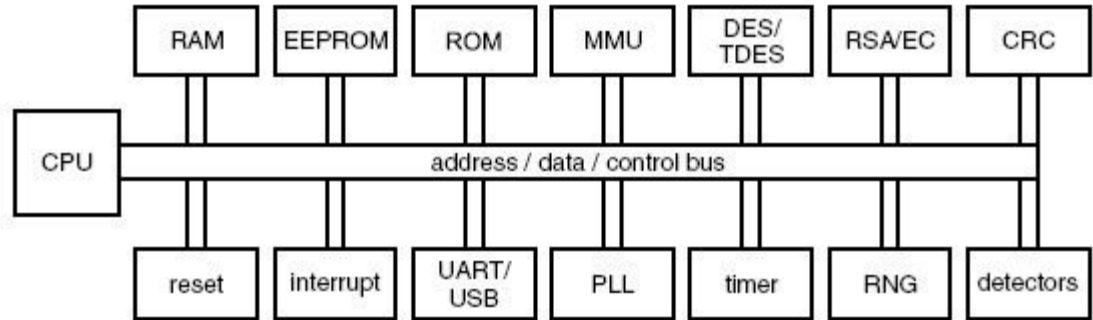 RAM
EEPROM
ROM
MMU
DES/
TDES
RSA/EC
CRC
CPU
address / data / control bus
reset
interrupt
UART/
USB
PLL
timer
RNG
detectors